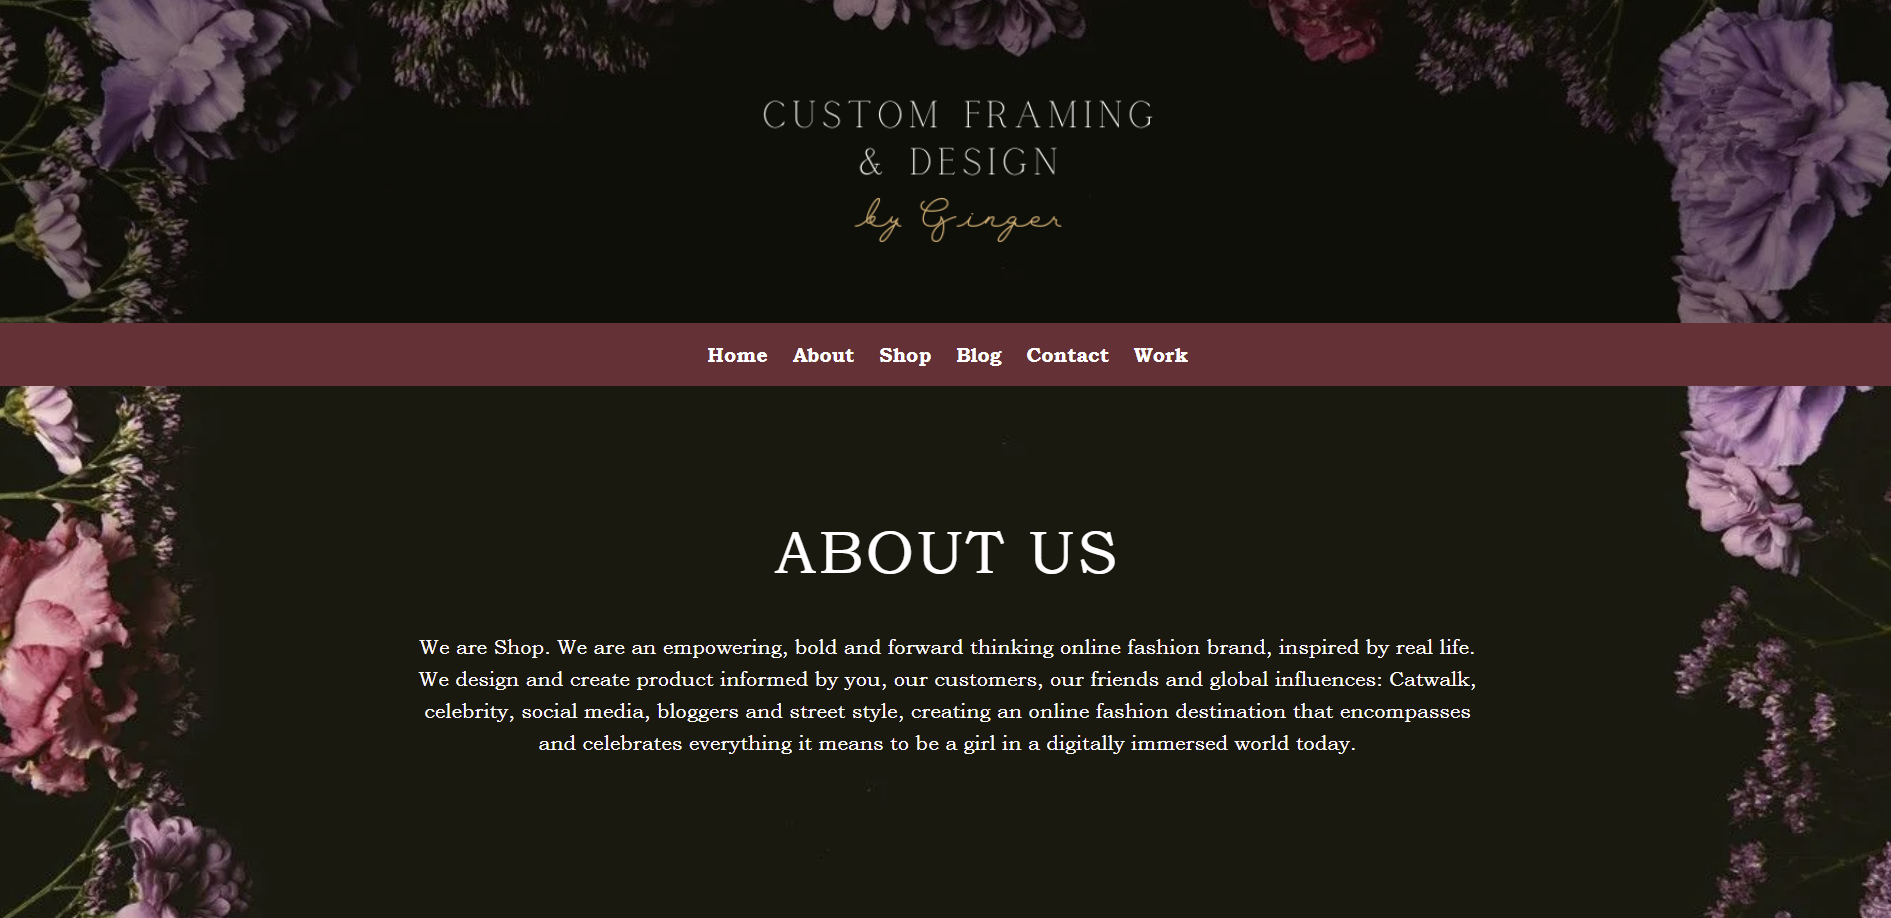 CUSTOM FRAMING
& DESIGN
by Ginger
Home About Shop Blog Contact Work
ABOUT US
We are Shop. We are an empowering, bold and forward thinking online fashion brand, inspired by real life.
We design and create product informed by you, our customers, our friends and global influences: Catwalk,
celebrity, social media, bloggers and street style, creating an online fashion destination that encompasses
and celebrates everything it means to be a girl in a digitally immersed world today.